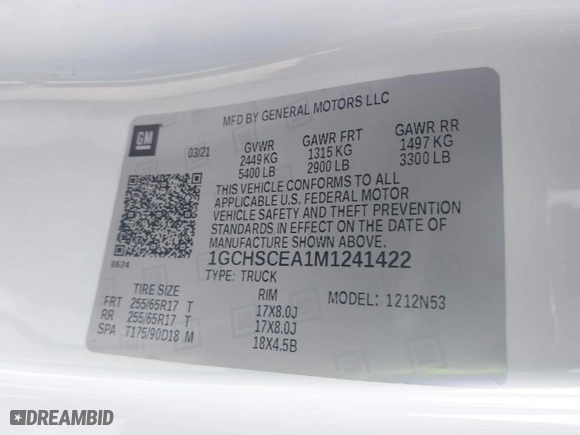 MFD BY GENERAL MOTORS LLC
GM
03/21 GVWR GAWR FRT GAWR RR
2449 KG 1315 KG 1497 KG
5400 LB 2900 LB 3300 LB
THIS VEHICLE CONFORMS TO ALL
APPLICABLE U.S. FEDERAL MOTOR
VEHICLE SAFETY AND THEFT PREVENTION
STANDARDS IN EFFECT ON THE DATE OF
MANUFACTURE SHOWN ABOVE.
8624
1GCHSCEA1M1241422
TYPE: TRUCK
TIRE SIZE RIM MODEL: 1212N53
FRT 255/65R17 T 17X8.0J
RR 255/65R17 T 17X8.0J
SPA T175/90D18 M 18X4.5B
DREAMBID